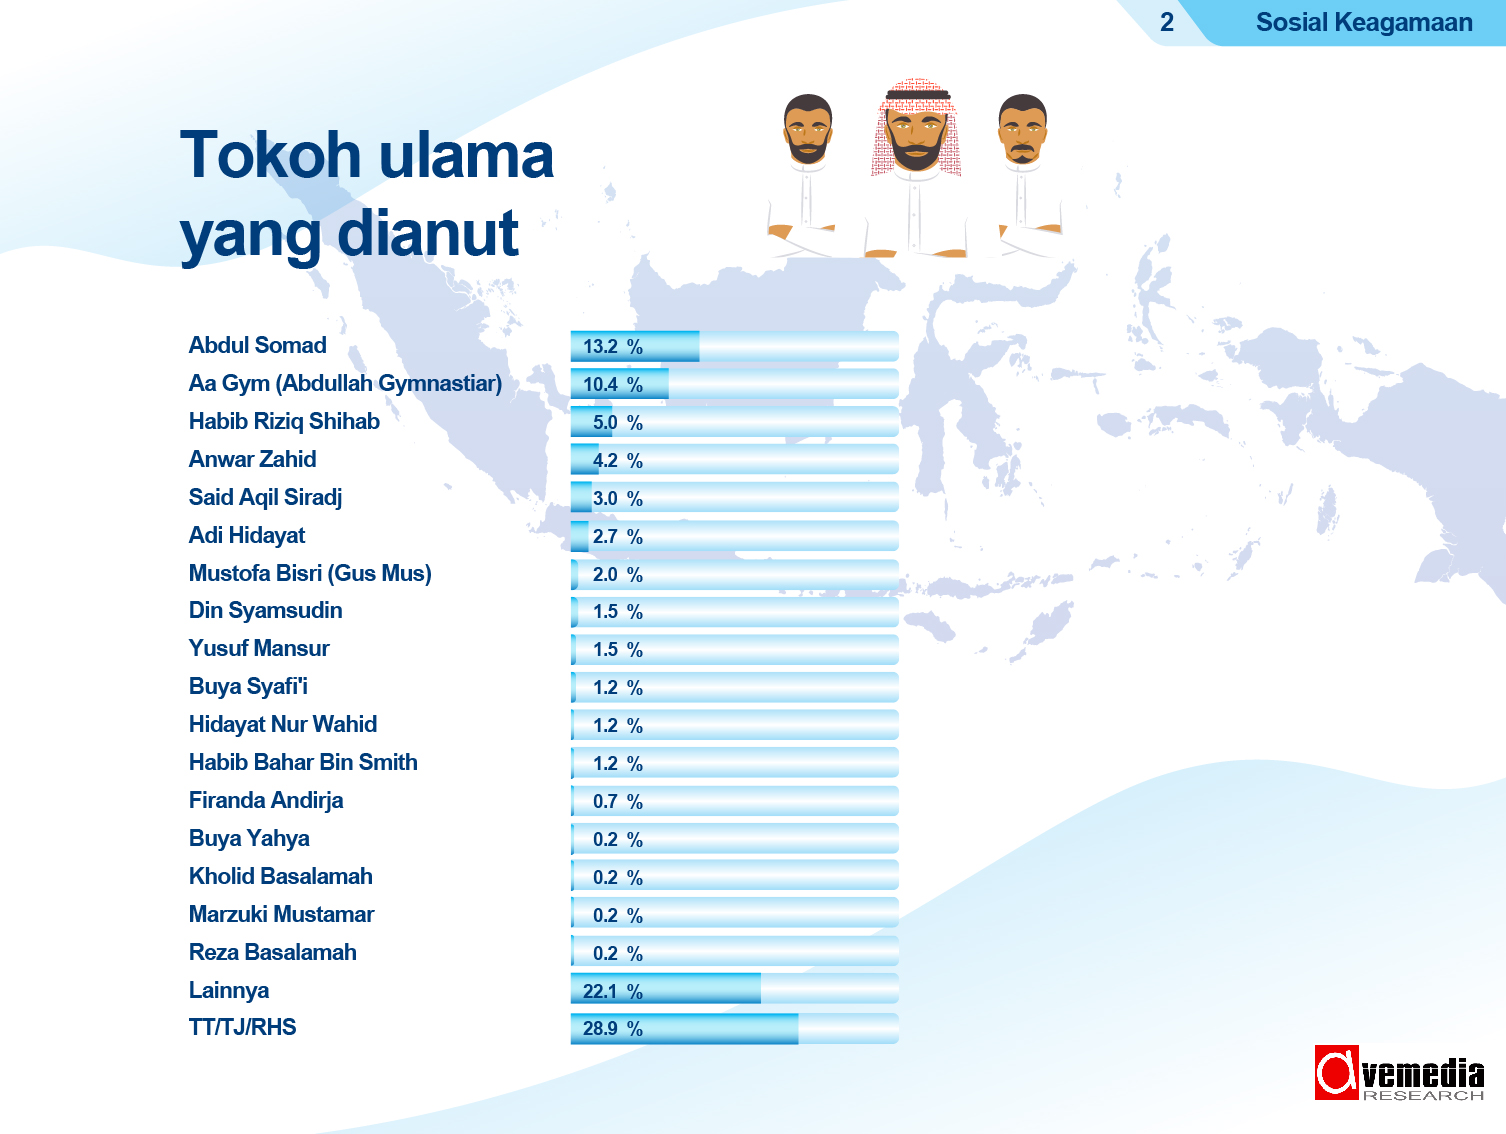 2 Sosial Keagamaan
Tokoh ulama
yang dianut
Abdul Somad 13.2 %
Aa Gym (Abdullah Gymnastiar) 10.4 %
Habib Riziq Shihab 5.0 %
Anwar Zahid 4.2 %
Said Aqil Siradj 3.0 %
Adi Hidayat 2.7 %
Mustofa Bisri (Gus Mus) 2.0 %
Din Syamsudin 1.5 %
Yusuf Mansur 1.5 %
Buya Syafi'i 1.2 %
Hidayat Nur Wahid 1.2 %
Habib Bahar Bin Smith 1.2 %
Firanda Andirja 0.7 %
Buya Yahya 0.2 %
Kholid Basalamah 0.2 %
Marzuki Mustamar 0.2 %
Reza Basalamah 0.2 %
Lainnya 22.1 %
TT/TJ/RHS 28.9 %
avemedia
RESEARCH